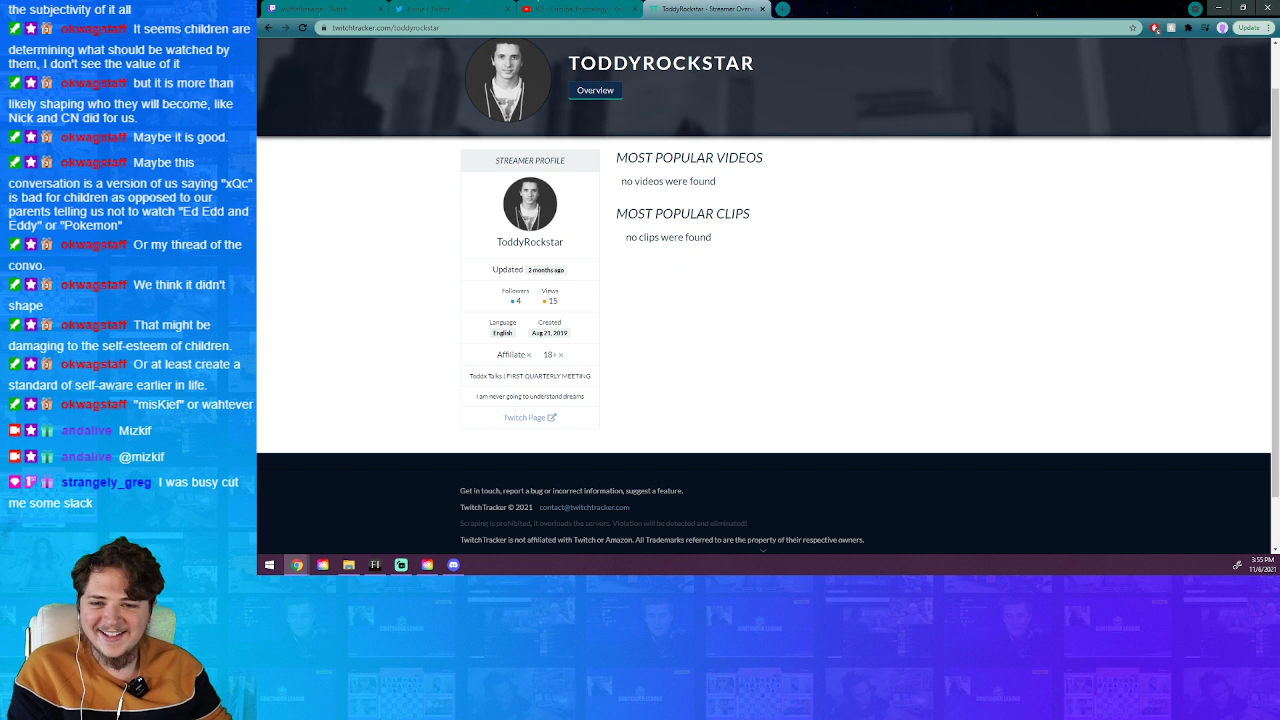 the subjectivity of it all
okwagstaff It seems children are
determining what should be watched by
them, I don't see the value of it
okwagstaff but it is more than
likely shaping who they will become, like
Nick and CN did for us.
okwagstaff Maybe it is good.
okwagstaff Maybe this
conversation is a version of us saying "xQc"
is bad for children as opposed to our
parents telling us not to watch "Ed Edd and
Eddy" or "Pokemon"
okwagstaff Or my thread of the
convo.
okwagstaff We think it didn't
shape
okwagstaff That might be
damaging to the self-esteem of children.
okwagstaff Or at least create a
standard of self-aware earlier in life.
okwagstaff "misKief" or wahtever
andalive Mizkif
andalive @mizkif
strangely_greg I was busy cut
me some slack
ToddyRockstar - Streamer Overv
twitchtracker.com/toddyrockstar
Update
TODDYROCKSTAR
Overview
STREAMER PROFILE
ToddyRockstar
Updated 2 months ago
Followers Views
4 15
Language Created
English Aug 21, 2019
Affiliate × 18+ ×
Toddx Talks | FIRST QUARTERLY MEETING
I am never going to understand dreams
Twitch Page
MOST POPULAR VIDEOS
no videos were found
MOST POPULAR CLIPS
no clips were found
Get in touch, report a bug or incorrect information, suggest a feature.
TwitchTracker © 2021 contact@twitchtracker.com
Scraping is prohibited, it overloads the servers. Violation will be detected and eliminated!
TwitchTracker is not affiliated with Twitch or Amazon. All Trademarks referred to are the property of their respective owners.
3:55 PM
11/6/2021